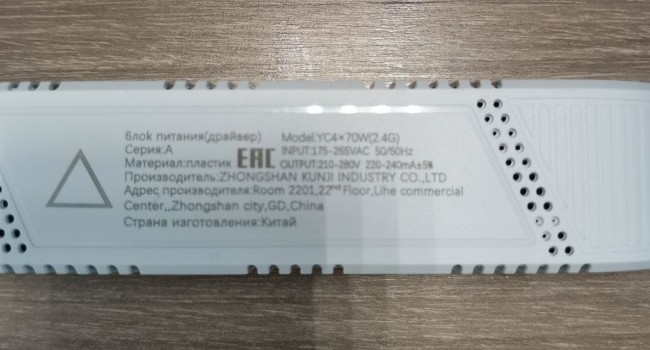 блок питания(драйвер) Model:YC4×70W(2.4G)
Серия:A EAC INPUT:175-265VAC 50/60Hz
Материал:пластик OUTPUT:210-280V 220-240mA±5%
Производитель:ZHONGSHAN KUNJI INDUSTRY CO.,LTD
Адрес производителя:Room 2201,22nd Floor,Lihe commercial
Center,,Zhongshan city,GD,China
Страна изготовления:Китай